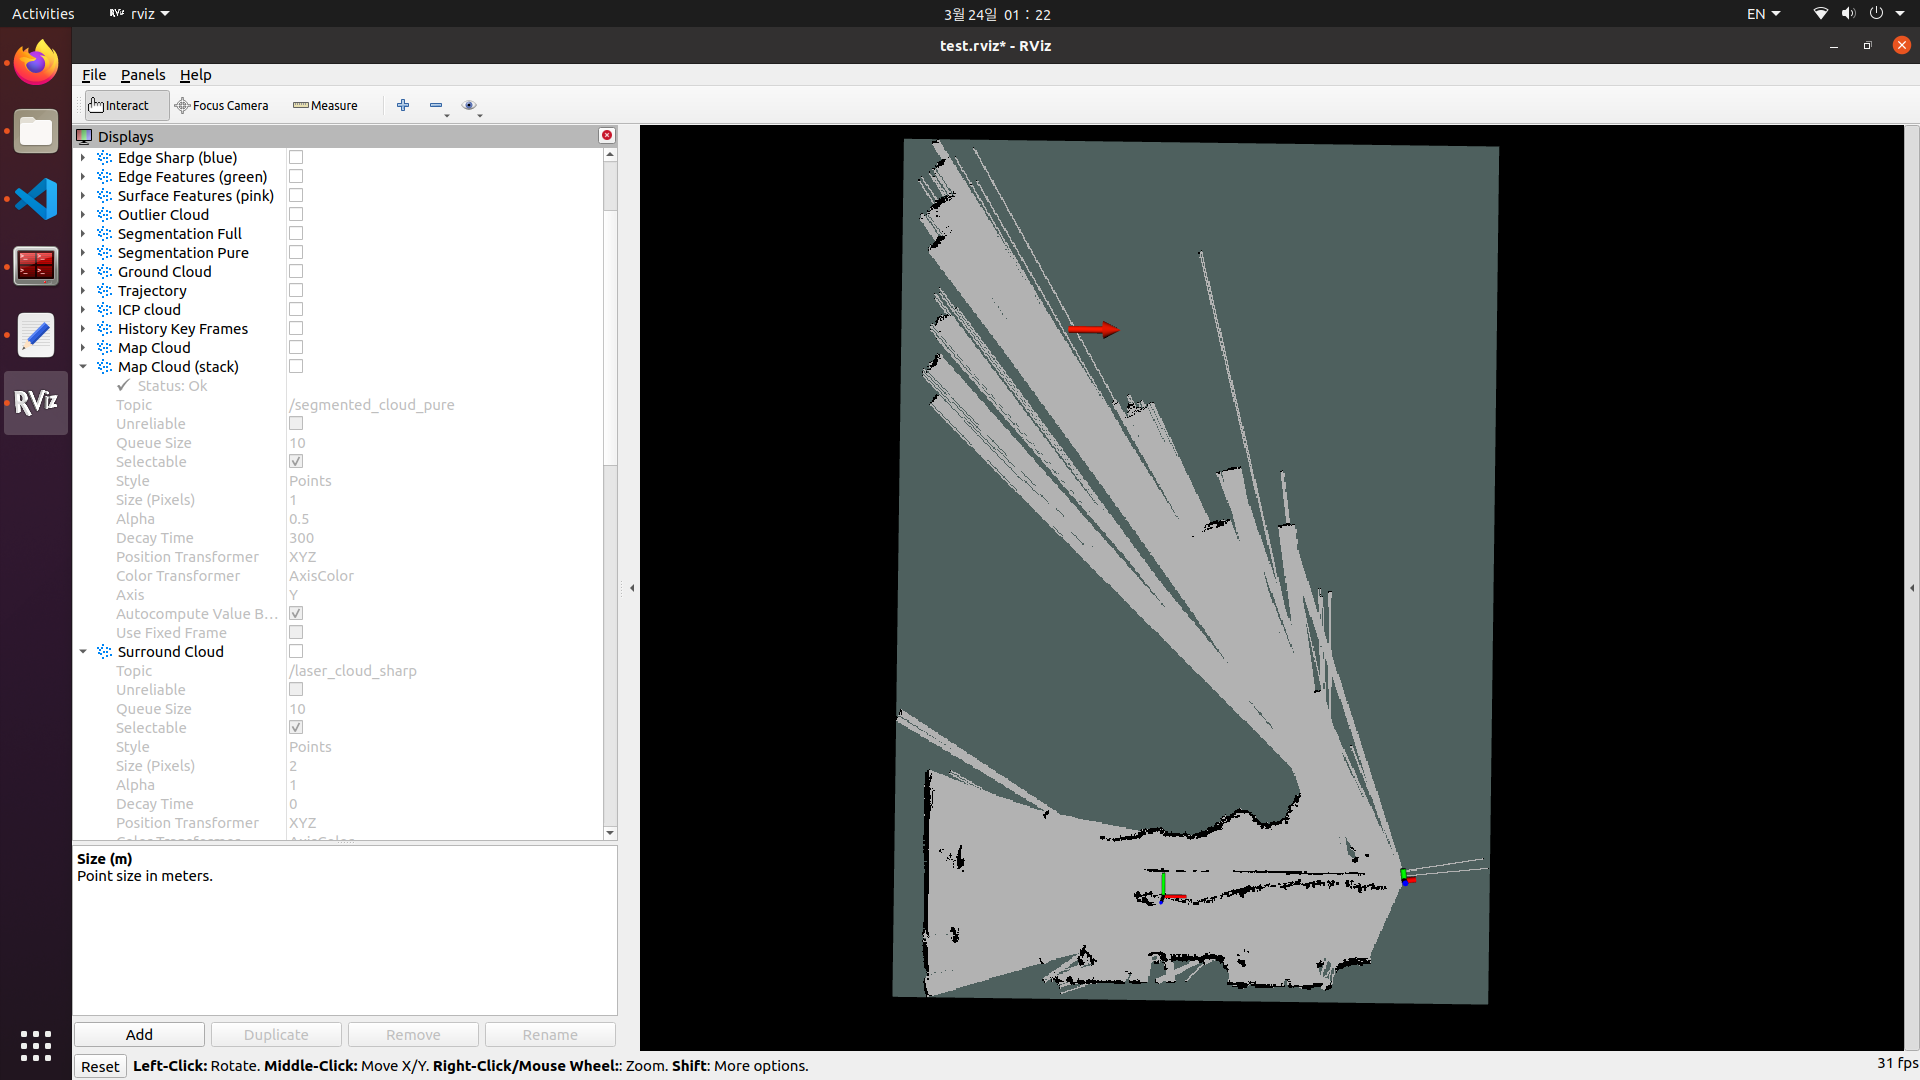 Activities
rviz
3월 24일 01 : 22
EN
test.rviz* - RViz
File Panels Help
Interact Focus Camera Measure
Displays
Edge Sharp (blue)
Edge Features (green)
Surface Features (pink)
Outlier Cloud
Segmentation Full
Segmentation Pure
Ground Cloud
Trajectory
ICP cloud
History Key Frames
Map Cloud
Map Cloud (stack)
Status: Ok
Topic /segmented_cloud_pure
Unreliable
Queue Size 10
Selectable
Style Points
Size (Pixels) 1
Alpha 0.5
Decay Time 300
Position Transformer XYZ
Color Transformer AxisColor
Axis Y
Autocompute Value B...
Use Fixed Frame
Surround Cloud
Topic /laser_cloud_sharp
Unreliable
Queue Size 10
Selectable
Style Points
Size (Pixels) 2
Alpha 1
Decay Time 0
Position Transformer XYZ
Size (m)
Point size in meters.
Add Duplicate Remove Rename
Reset Left-Click: Rotate. Middle-Click: Move X/Y. Right-Click/Mouse Wheel:: Zoom. Shift: More options.
31 fps
RViz